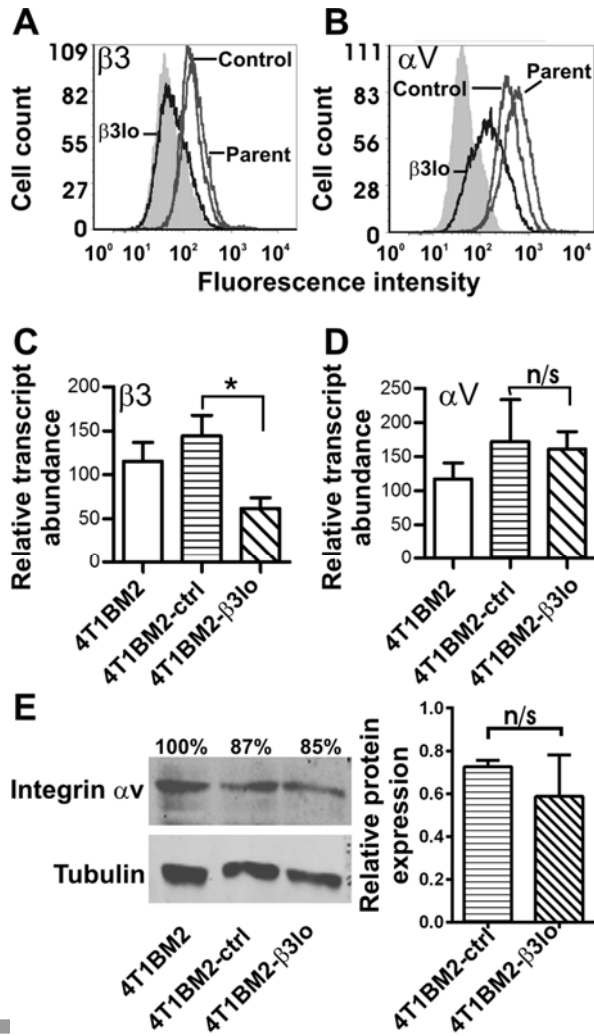 A
β3
109
82
55
27
0
Cell count
Control
β3lo
Parent
10⁰ 10¹ 10² 10³ 10⁴
B
αV
111
83
56
28
0
Cell count
Control
Parent
β3lo
10⁰ 10¹ 10² 10³ 10⁴
Fluorescence intensity
C
β3
200
150
100
50
0
Relative transcript
abundance
*
4T1BM2
4T1BM2-ctrl
4T1BM2-β3lo
D
αV
250
200
150
100
50
0
Relative transcript
abundance
n/s
4T1BM2
4T1BM2-ctrl
4T1BM2-β3lo
E
100% 87% 85%
Integrin αv
Tubulin
4T1BM2
4T1BM2-ctrl
4T1BM2-β3lo
Relative protein
expression
1.0
0.8
0.6
0.4
0.2
0.0
n/s
4T1BM2-ctrl
4T1BM2-β3lo